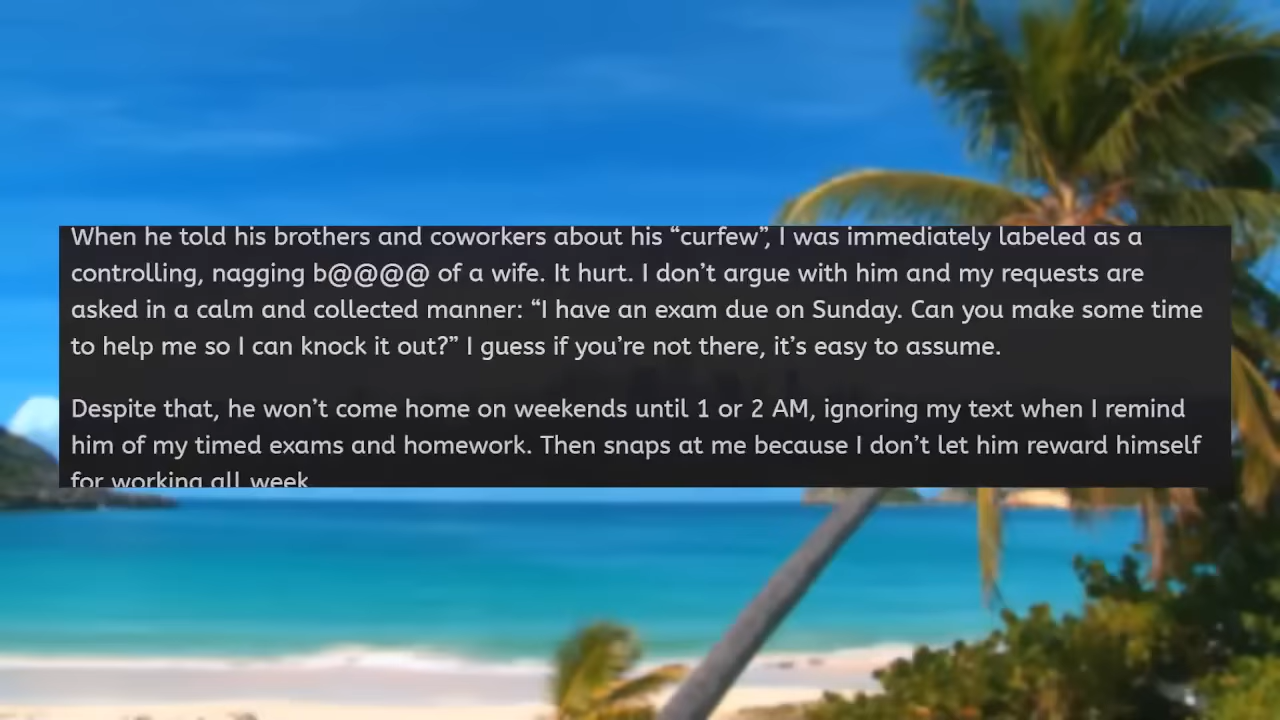 When he told his brothers and coworkers about his “curfew”, I was immediately labeled as a
controlling, nagging b@@@@ of a wife. It hurt. I don’t argue with him and my requests are
asked in a calm and collected manner: “I have an exam due on Sunday. Can you make some time
to help me so I can knock it out?” I guess if you’re not there, it’s easy to assume.
Despite that, he won’t come home on weekends until 1 or 2 AM, ignoring my text when I remind
him of my timed exams and homework. Then snaps at me because I don’t let him reward himself
for working all week